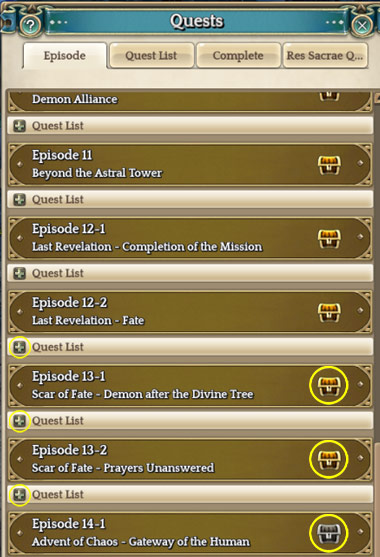 Quests
Episode
Quest List
Complete
Res Sacrae Q...
Demon Alliance
Quest List
Episode 11
Beyond the Astral Tower
Quest List
Episode 12-1
Last Revelation - Completion of the Mission
Quest List
Episode 12-2
Last Revelation - Fate
Quest List
Episode 13-1
Scar of Fate - Demon after the Divine Tree
Quest List
Episode 13-2
Scar of Fate - Prayers Unanswered
Quest List
Episode 14-1
Advent of Chaos - Gateway of the Human